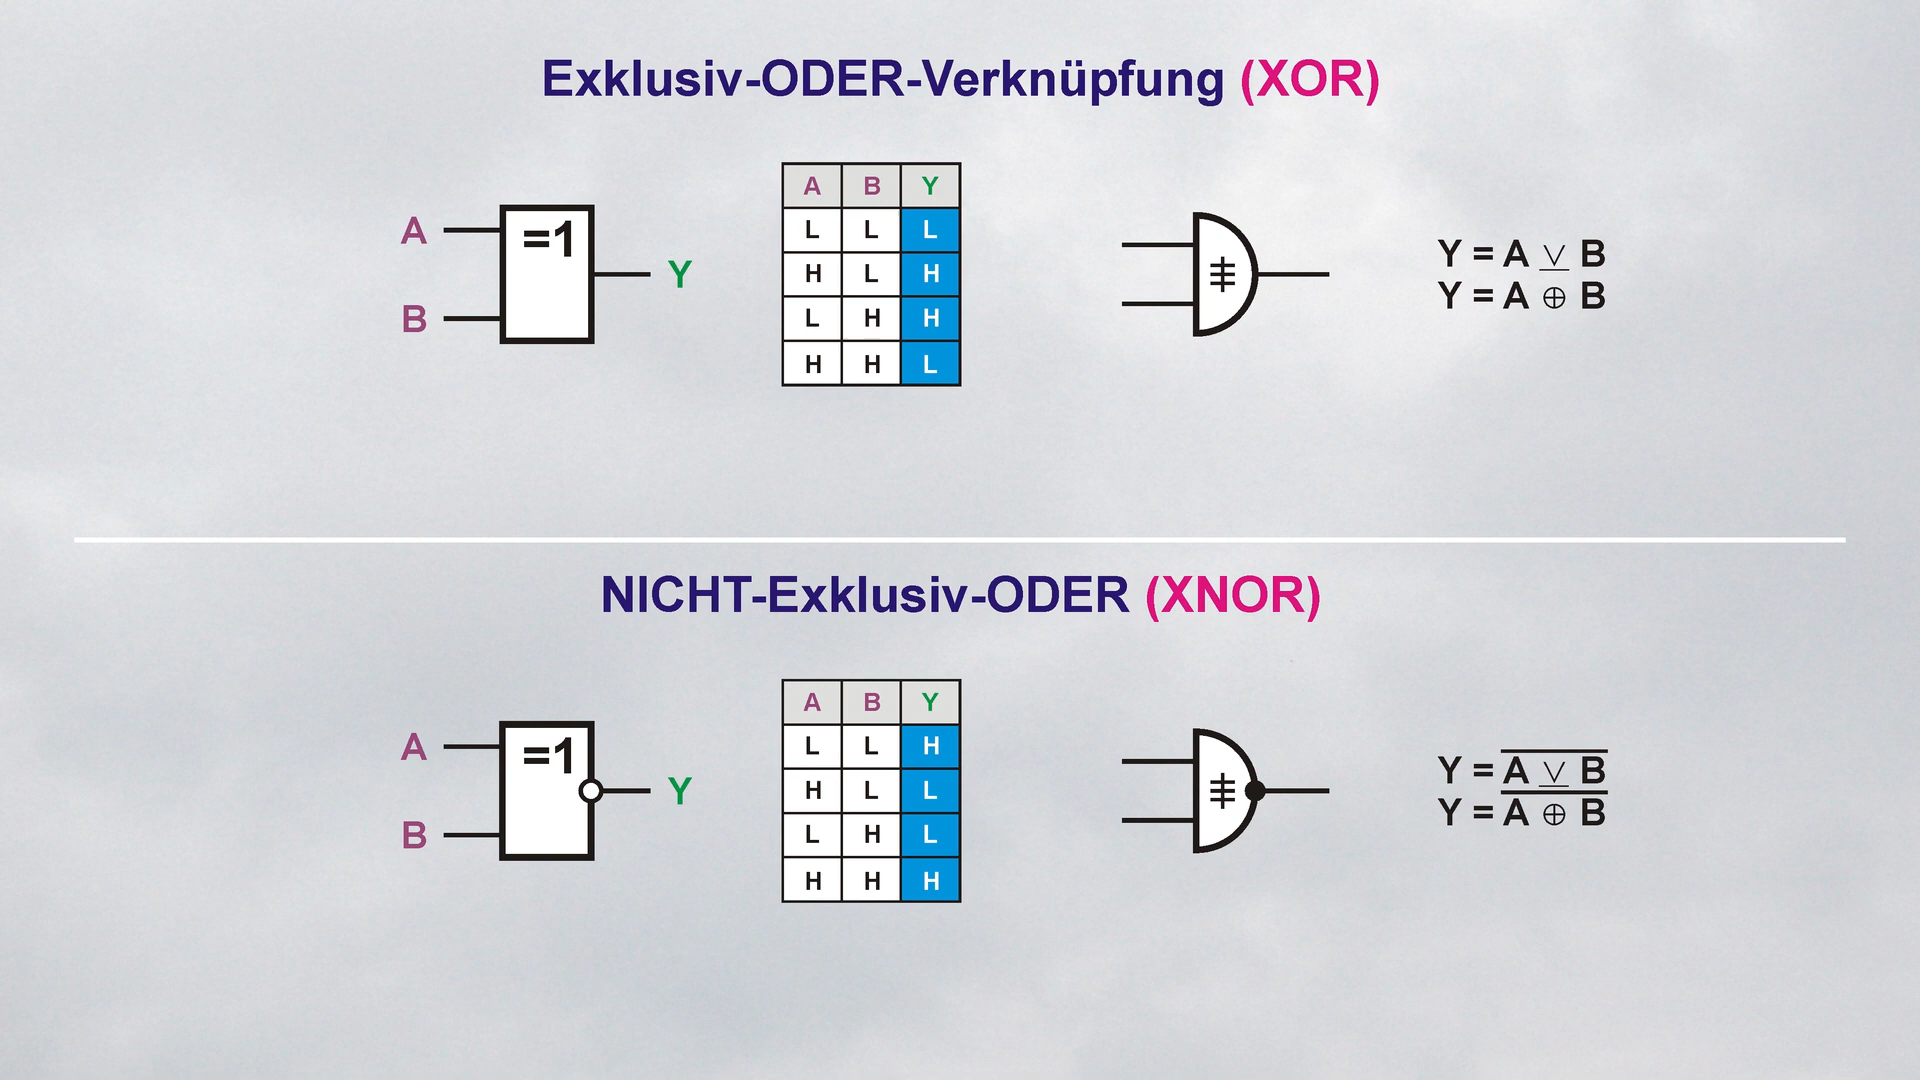 Exklusiv-ODER-Verknüpfung (XOR)
A
B
=1
Y
A B Y
L L L
H L H
L H H
H H L
Y = A ⊻ B
Y = A ⊕ B
NICHT-Exklusiv-ODER (XNOR)
A
B
=1
Y
A B Y
L L H
H L L
L H L
H H H
Y = A ⊻ B
Y = A ⊕ B